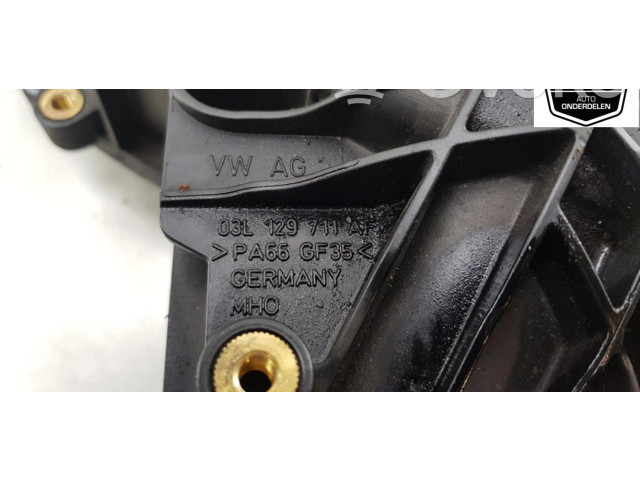 AUTO
ONDERDELEN
VW AG
03L 129 711 AF
>PA66 GF35<
GERMANY
MHO